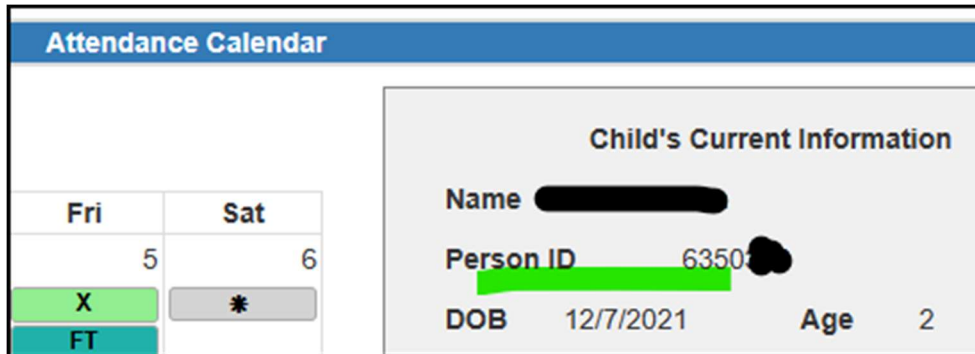 Attendance Calendar
Child's Current Information
Name
Fri Sat
Person ID
5 6
X ✱
DOB 12/7/2021 Age 2
FT